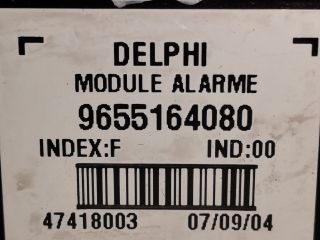 DELPHI
MODULE ALARME
9655164080
INDEX:F IND:00
47418003 07/09/04